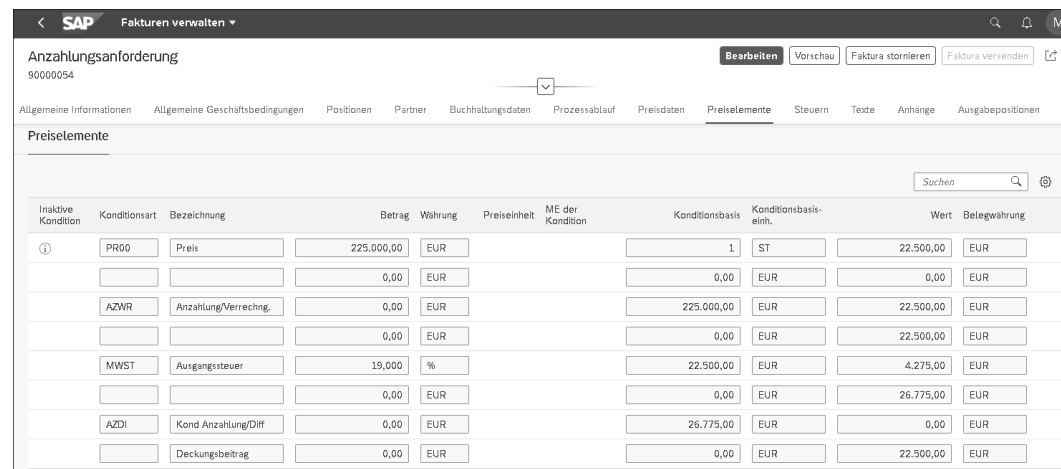 SAP Fakturen verwalten
Anzahlungsanforderung
90000054
Bearbeiten Vorschau Faktura stornieren Faktura versenden
Allgemeine Informationen Allgemeine Geschäftsbedingungen Positionen Partner Buchhaltungsdaten Prozessablauf Preisdaten Preiselemente Steuern Texte Anhänge Ausgabepositionen
Preiselemente
Suchen
Inaktive Kondition Konditionsart Bezeichnung Betrag Währung Preiseinheit ME der Kondition Konditionsbasis Konditionsbasis-einh. Wert Belegwährung
PR00 Preis 225.000,00 EUR 1 ST 22.500,00 EUR
0,00 EUR 0,00 EUR 0,00 EUR
AZWR Anzahlung/Verrechng. 0,00 EUR 225.000,00 EUR 22.500,00 EUR
0,00 EUR 0,00 EUR 22.500,00 EUR
MWST Ausgangssteuer 19,000 % 22.500,00 EUR 4.275,00 EUR
0,00 EUR 0,00 EUR 26.775,00 EUR
AZDI Kond Anzahlung/Diff 0,00 EUR 26.775,00 EUR 0,00 EUR
Deckungsbeitrag 0,00 EUR 0,00 EUR 22.500,00 EUR